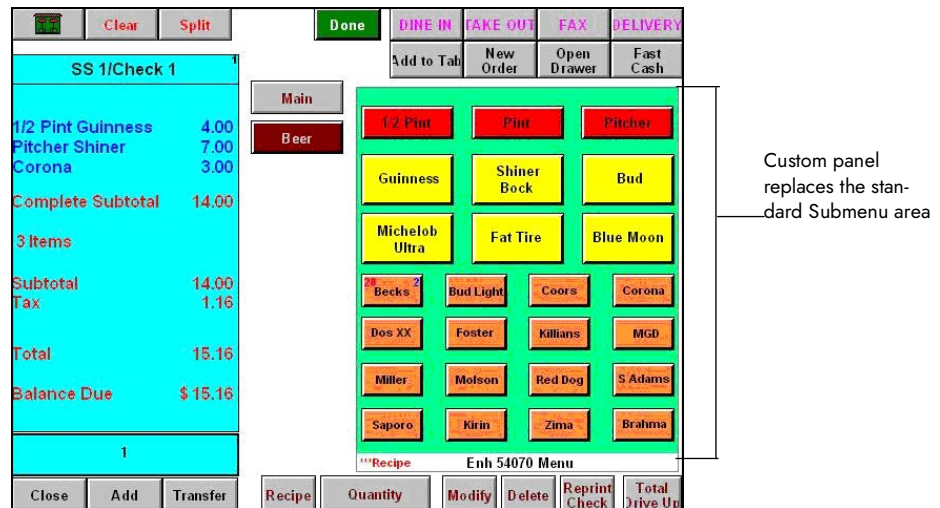 Clear Split Done DINE IN TAKE OUT FAX DELIVERY
Add to Tab New Order Open Drawer Fast Cash
SS 1/Check 1 1
Main
Beer
1/2 Pint Guinness 4.00
Pitcher Shiner 7.00
Corona 3.00
Complete Subtotal 14.00
3 Items
Subtotal 14.00
Tax 1.16
Total 15.16
Balance Due $ 15.16
1
Close Add Transfer
1/2 Pint Pint Pitcher
Guinness Shiner Bock Bud
Michelob Ultra Fat Tire Blue Moon
28 Becks 2 Bud Light Coors Corona
Dos XX Foster Killians MGD
Miller Molson Red Dog S Adams
Saporo Kirin Zima Brahma
***Recipe Enh 54070 Menu
Recipe Quantity Modify Delete Reprint Check Total Drive Up
Custom panel
replaces the stan-
dard Submenu area